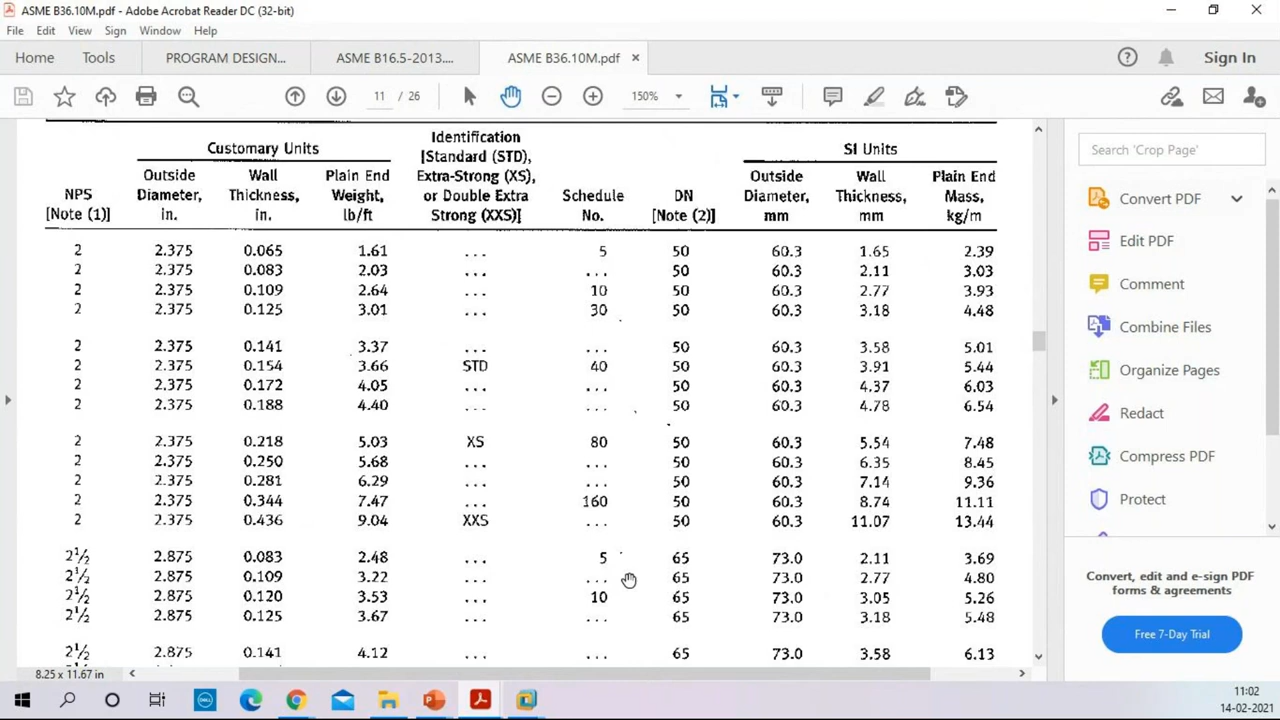 ASME B36.10M.pdf - Adobe Acrobat Reader DC (32-bit)
File Edit View Sign Window Help
Home Tools PROGRAM DESIGN... ASME B16.5-2013.... ASME B36.10M.pdf × Sign In
11 / 26 150%
Customary Units Identification [Standard (STD), Extra-Strong (XS), or Double Extra Strong (XXS)] SI Units
NPS [Note (1)] Outside Diameter, in. Wall Thickness, in. Plain End Weight, lb/ft Schedule No. DN [Note (2)] Outside Diameter, mm Wall Thickness, mm Plain End Mass, kg/m
2 2.375 0.065 1.61 ... 5 50 60.3 1.65 2.39
2 2.375 0.083 2.03 ... ... 50 60.3 2.11 3.03
2 2.375 0.109 2.64 ... 10 50 60.3 2.77 3.93
2 2.375 0.125 3.01 ... 30 50 60.3 3.18 4.48
2 2.375 0.141 3.37 ... ... 50 60.3 3.58 5.01
2 2.375 0.154 3.66 STD 40 50 60.3 3.91 5.44
2 2.375 0.172 4.05 ... ... 50 60.3 4.37 6.03
2 2.375 0.188 4.40 ... ... 50 60.3 4.78 6.54
2 2.375 0.218 5.03 XS 80 50 60.3 5.54 7.48
2 2.375 0.250 5.68 ... ... 50 60.3 6.35 8.45
2 2.375 0.281 6.29 ... ... 50 60.3 7.14 9.36
2 2.375 0.344 7.47 ... 160 50 60.3 8.74 11.11
2 2.375 0.436 9.04 XXS ... 50 60.3 11.07 13.44
2½ 2.875 0.083 2.48 ... 5 65 73.0 2.11 3.69
2½ 2.875 0.109 3.22 ... ... 65 73.0 2.77 4.80
2½ 2.875 0.120 3.53 ... 10 65 73.0 3.05 5.26
2½ 2.875 0.125 3.67 ... ... 65 73.0 3.18 5.48
2½ 2.875 0.141 4.12 ... ... 65 73.0 3.58 6.13
8.25 x 11.67 in
Search 'Crop Page'
Convert PDF
Edit PDF
Comment
Combine Files
Organize Pages
Redact
Compress PDF
Protect
Convert, edit and e-sign PDF
forms & agreements
Free 7-Day Trial
DELL
11:02
14-02-2021